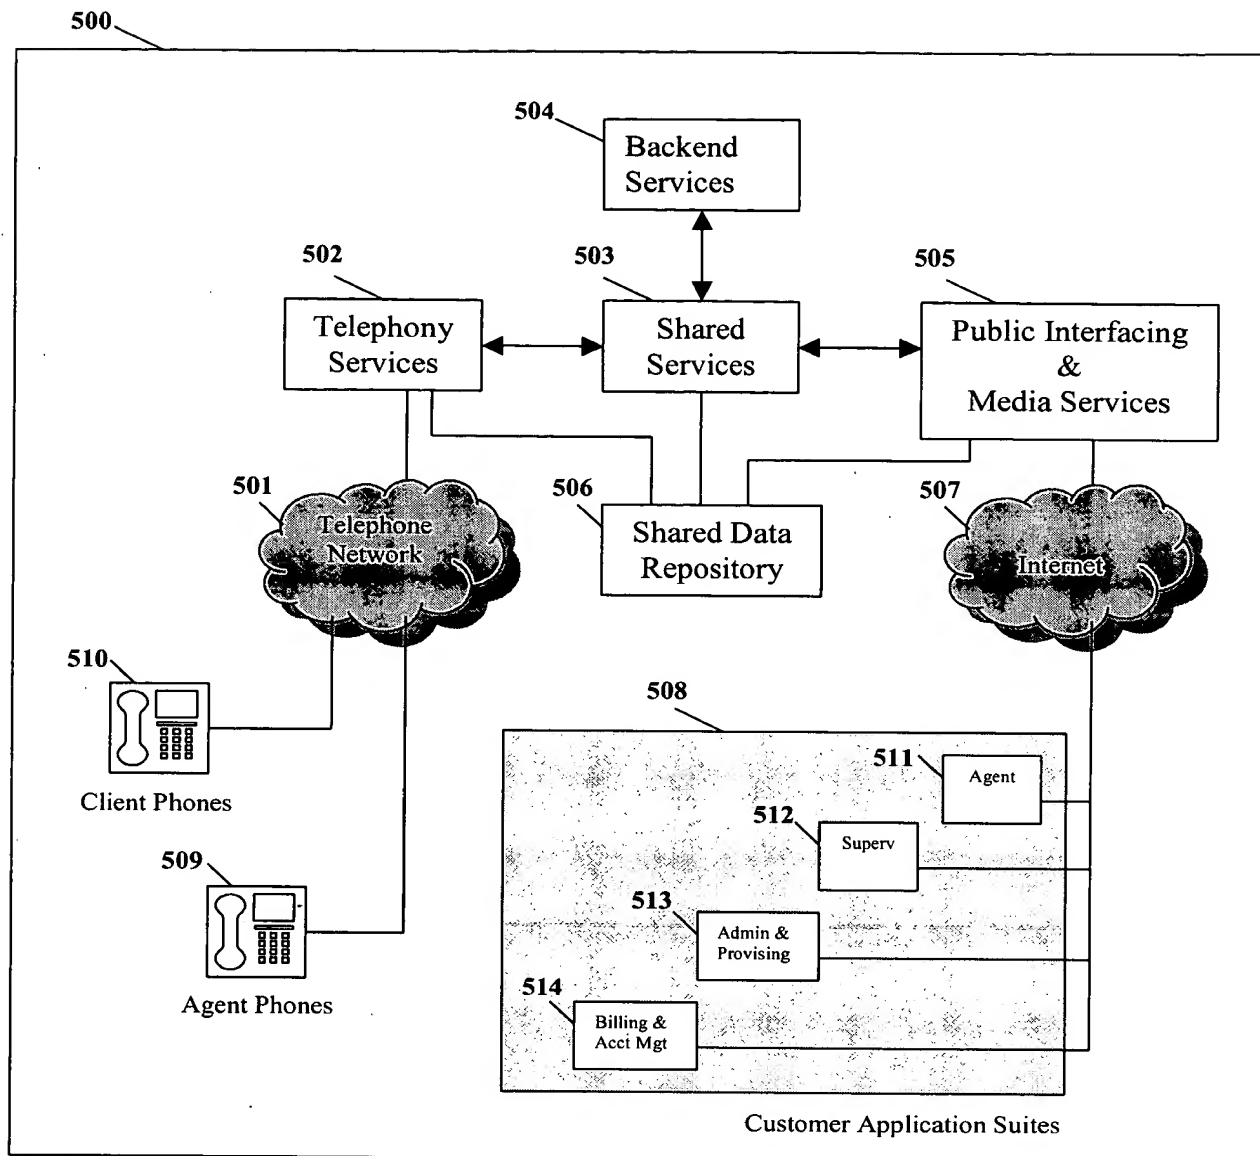 500
504
Backend
Services
502
503
505
Telephony
Services
Shared
Services
Public Interfacing
&
Media Services
501
Telephone
Network
506
Shared Data
Repository
507
Internet
510
Client Phones
508
511
Agent
512
Superv
509
Agent Phones
513
Admin &
Provising
514
Billing &
Acct Mgt
Customer Application Suites